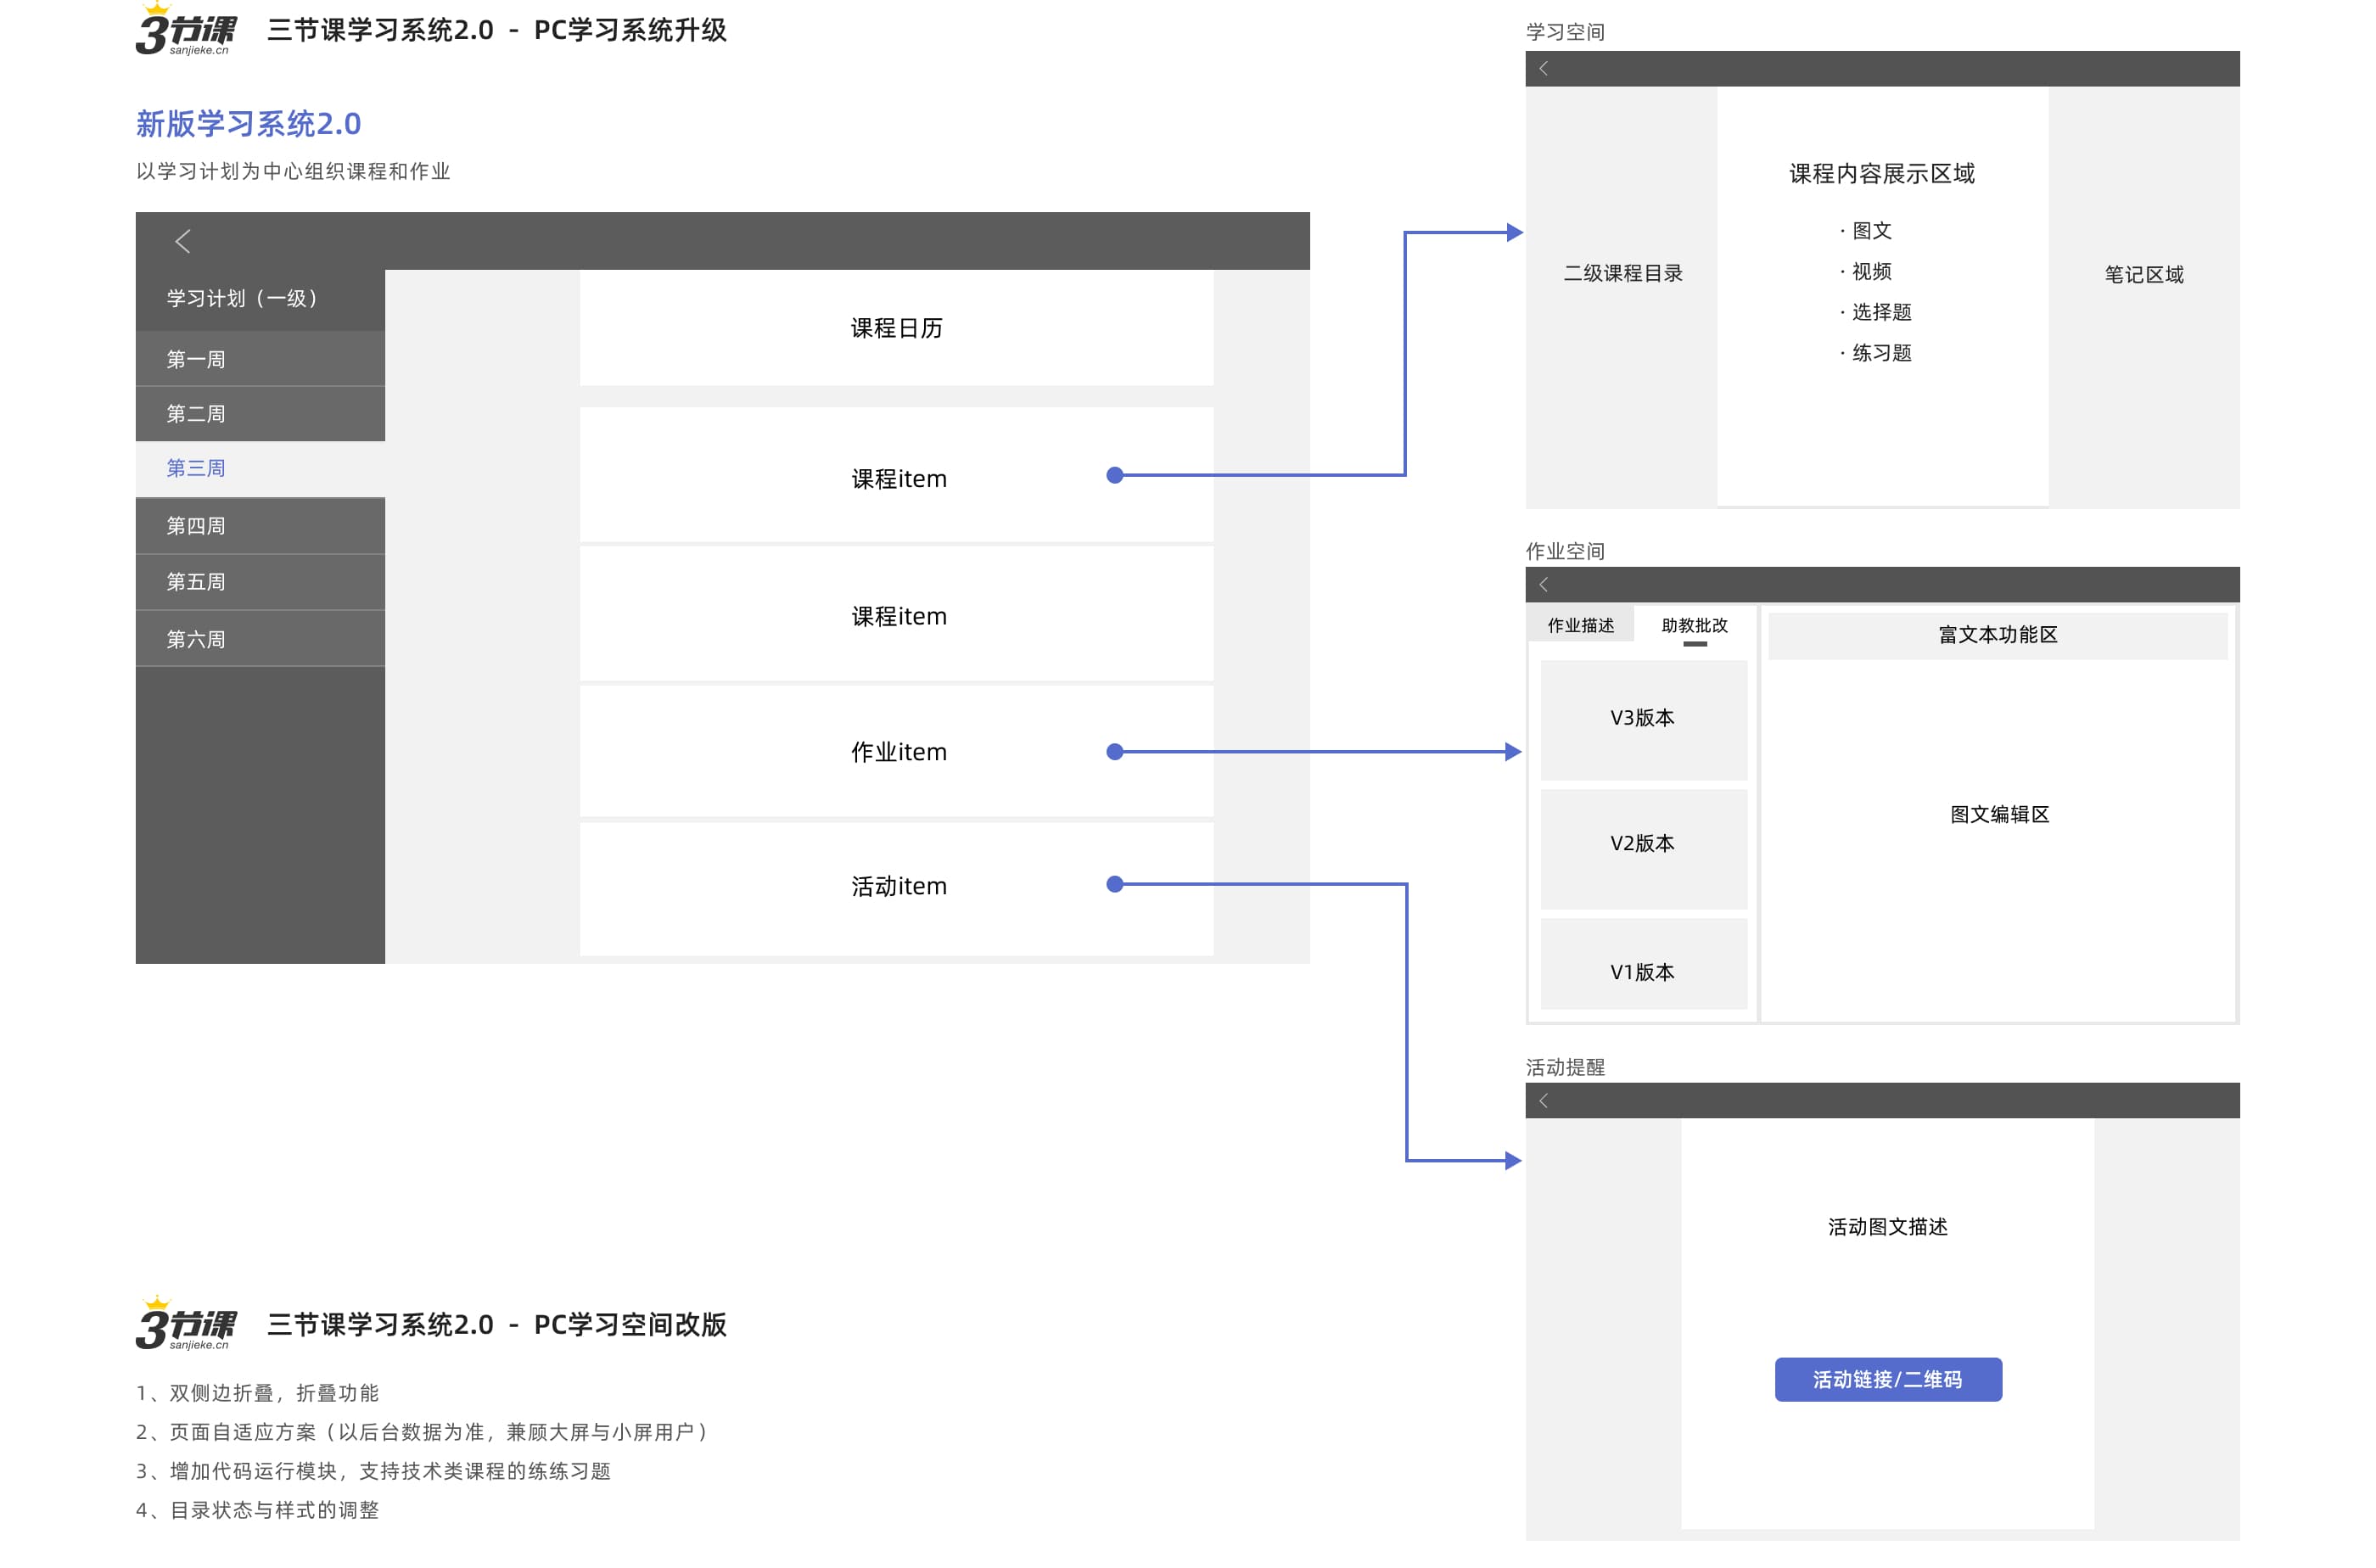 3节课
sanjieke.cn
三节课学习系统2.0 - PC学习系统升级
新版学习系统2.0
以学习计划为中心组织课程和作业
学习计划（一级）
第一周
第二周
第三周
第四周
第五周
第六周
课程日历
课程item
课程item
作业item
活动item
学习空间
二级课程目录
课程内容展示区域
· 图文
· 视频
· 选择题
· 练习题
笔记区域
作业空间
作业描述
助教批改
V3版本
V2版本
V1版本
富文本功能区
图文编辑区
活动提醒
活动图文描述
活动链接/二维码
3节课
sanjieke.cn
三节课学习系统2.0 - PC学习空间改版
1、双侧边折叠，折叠功能
2、页面自适应方案（以后台数据为准，兼顾大屏与小屏用户）
3、增加代码运行模块，支持技术类课程的练练习题
4、目录状态与样式的调整